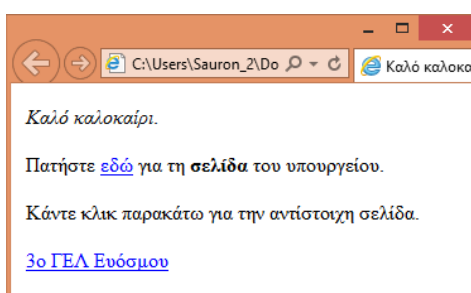 C:\Users\Sauron_2\Do
Καλό καλοκα
Καλό καλοκαίρι.
Πατήστε εδώ για τη σελίδα του υπουργείου.
Κάντε κλικ παρακάτω για την αντίστοιχη σελίδα.
3ο ΓΕΛ Ευόσμου